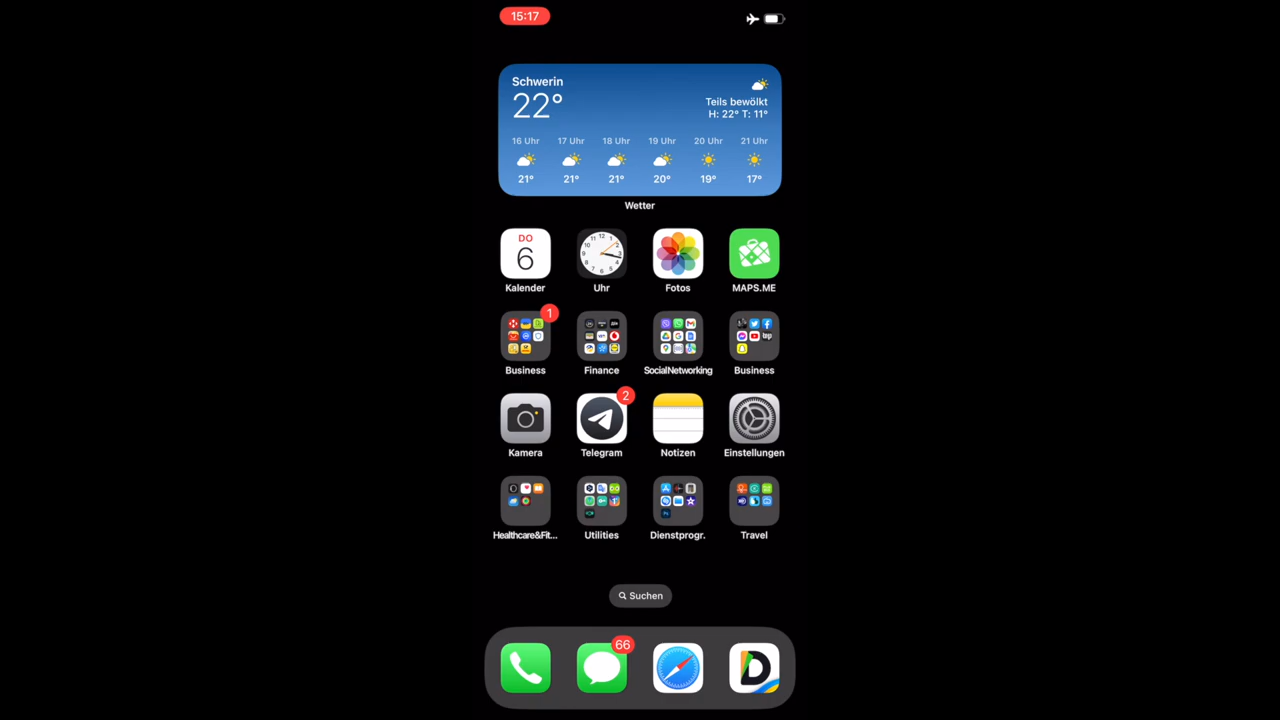 15:17
Schwerin
22°
Teils bewölkt
H: 22° T: 11°
16 Uhr 17 Uhr 18 Uhr 19 Uhr 20 Uhr 21 Uhr
21° 21° 21° 20° 19° 17°
Wetter
DO
6
Kalender Uhr Fotos MAPS.ME
1
Business Finance SocialNetworking Business
2
Kamera Telegram Notizen Einstellungen
Healthcare&Fit... Utilities Dienstprogr. Travel
Suchen
66
D